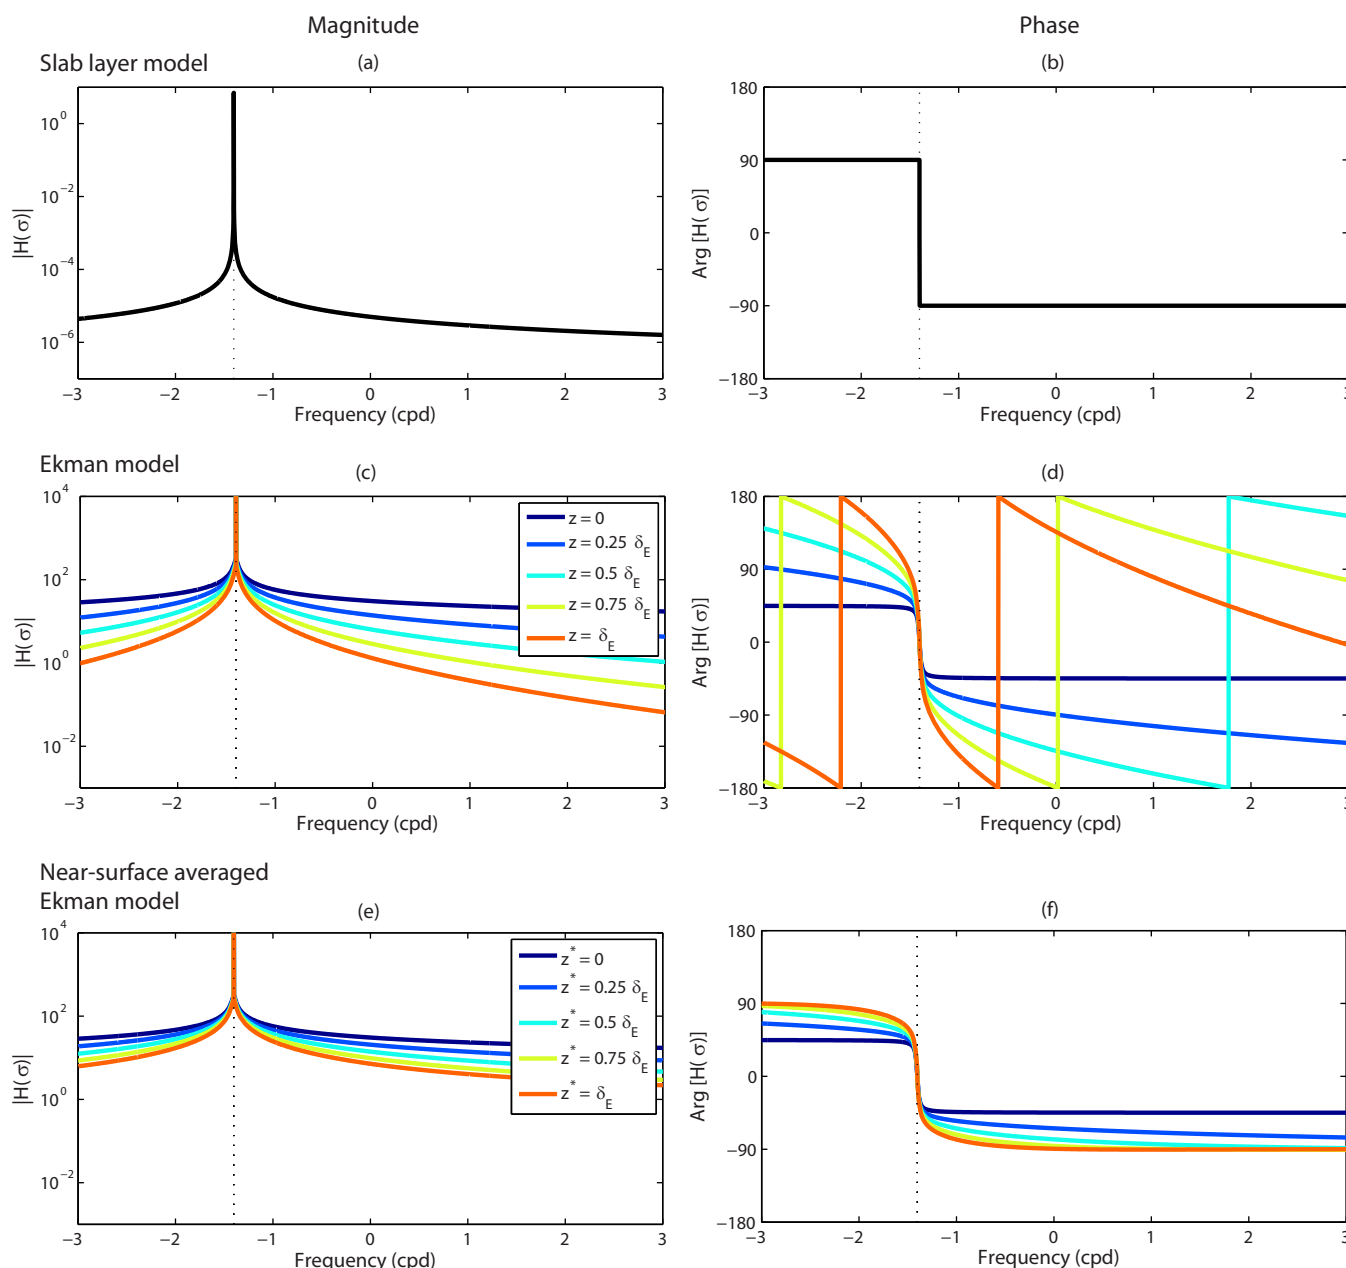 Magnitude
Phase
Slab layer model
(a)
(b)
10^0
10^−2
10^−4
10^−6
|H( σ)|
−3 −2 −1 0 1 2 3
Frequency (cpd)
180
90
0
−90
−180
Arg [H( σ)]
−3 −2 −1 0 1 2 3
Frequency (cpd)
Ekman model
(c)
(d)
10^4
10^2
10^0
10^−2
|H(σ)|
z = 0
z = 0.25 δ_E
z = 0.5 δ_E
z = 0.75 δ_E
z = δ_E
−3 −2 −1 0 1 2 3
Frequency (cpd)
180
90
0
−90
−180
Arg [H(σ)]
−3 −2 −1 0 1 2 3
Frequency (cpd)
Near-surface averaged
Ekman model
(e)
(f)
10^4
10^2
10^0
10^−2
|H(σ)|
z^* = 0
z^* = 0.25 δ_E
z^* = 0.5 δ_E
z^* = 0.75 δ_E
z^* = δ_E
−3 −2 −1 0 1 2 3
Frequency (cpd)
180
90
0
−90
−180
Arg [H( σ)]
−3 −2 −1 0 1 2 3
Frequency (cpd)